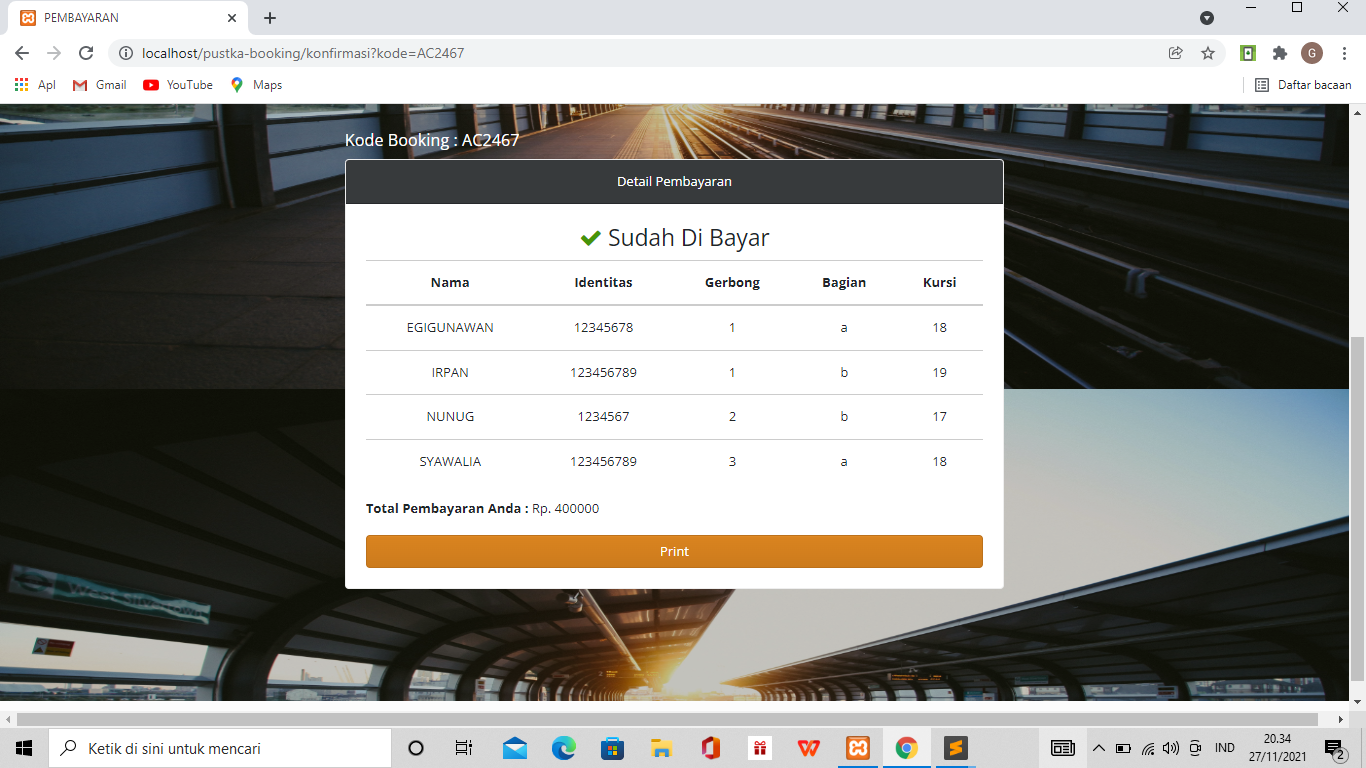 PEMBAYARAN
localhost/pustka-booking/konfirmasi?kode=AC2467
G
Apl Gmail YouTube Maps Daftar bacaan
Kode Booking : AC2467
Detail Pembayaran
Sudah Di Bayar
Nama Identitas Gerbong Bagian Kursi
EGIGUNAWAN 12345678 1 a 18
IRPAN 123456789 1 b 19
NUNUG 1234567 2 b 17
SYAWALIA 123456789 3 a 18
Total Pembayaran Anda : Rp. 400000
Print
Ketik di sini untuk mencari
IND
20.34
27/11/2021
2